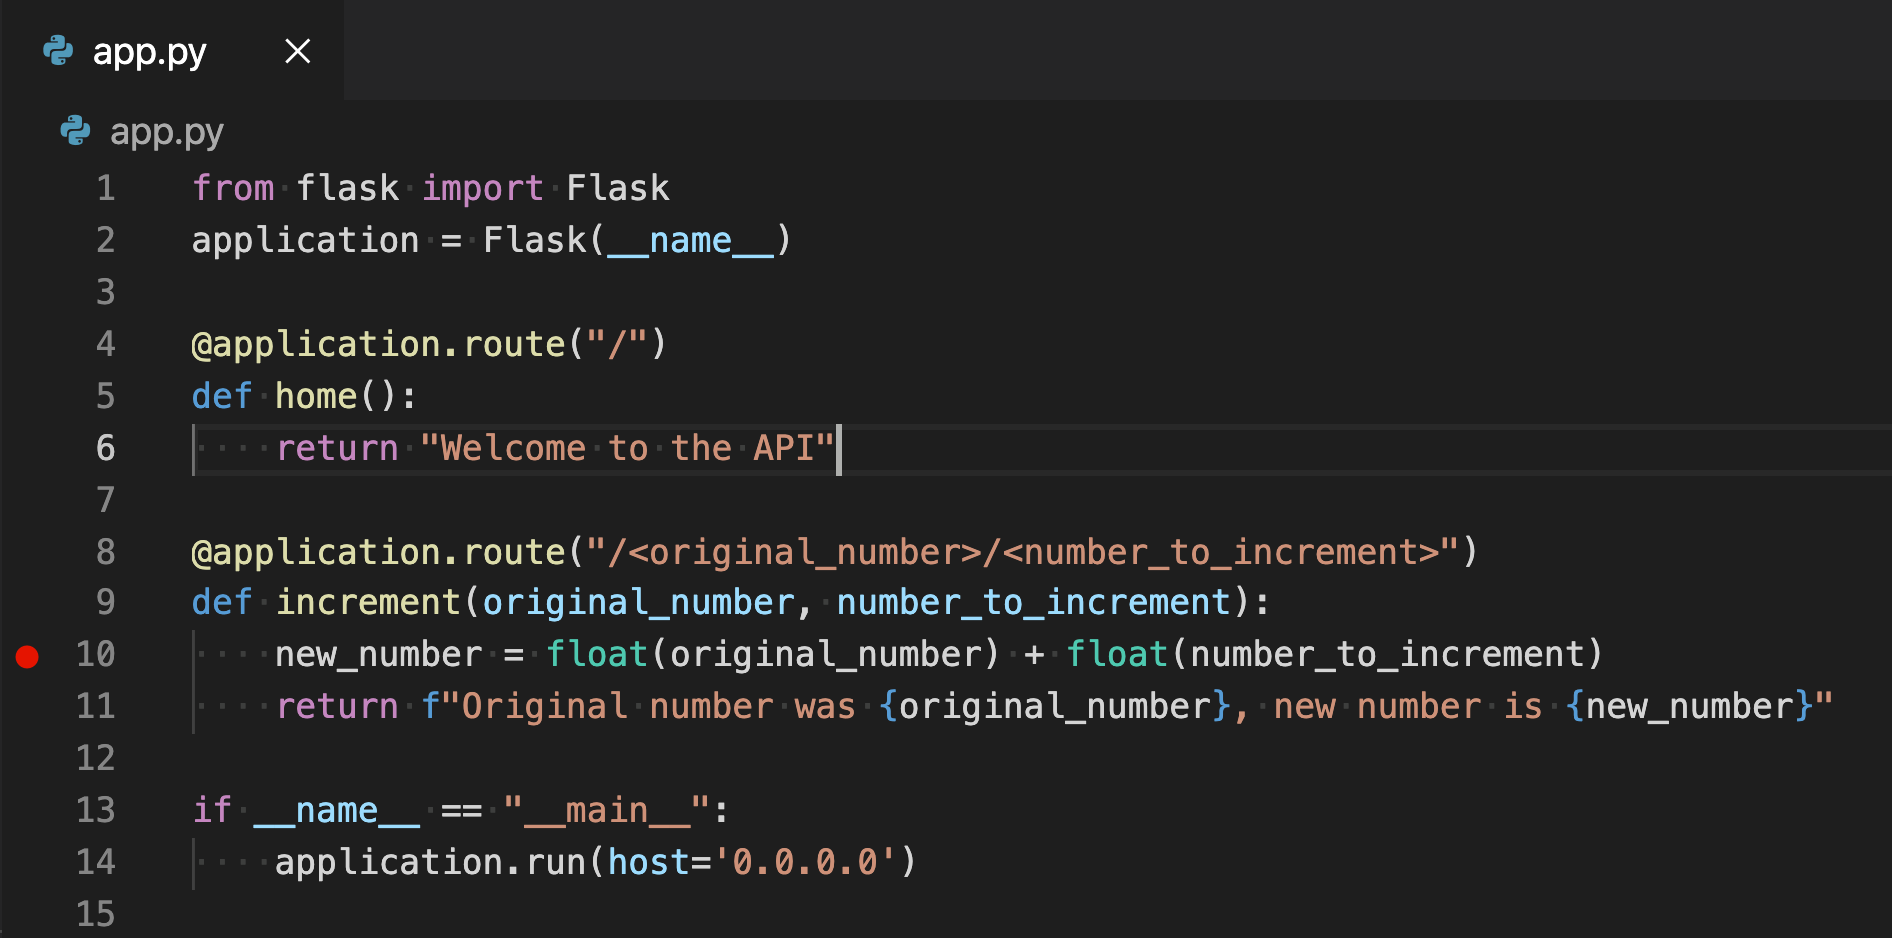 app.py
app.py
1 from flask import Flask
2 application = Flask(__name__)
3
4 @application.route("/")
5 def home():
6     return "Welcome to the API"
7
8 @application.route("/<original_number>/<number_to_increment>")
9 def increment(original_number, number_to_increment):
10     new_number = float(original_number) + float(number_to_increment)
11     return f"Original number was {original_number}, new number is {new_number}"
12
13 if __name__ == "__main__":
14     application.run(host='0.0.0.0')
15